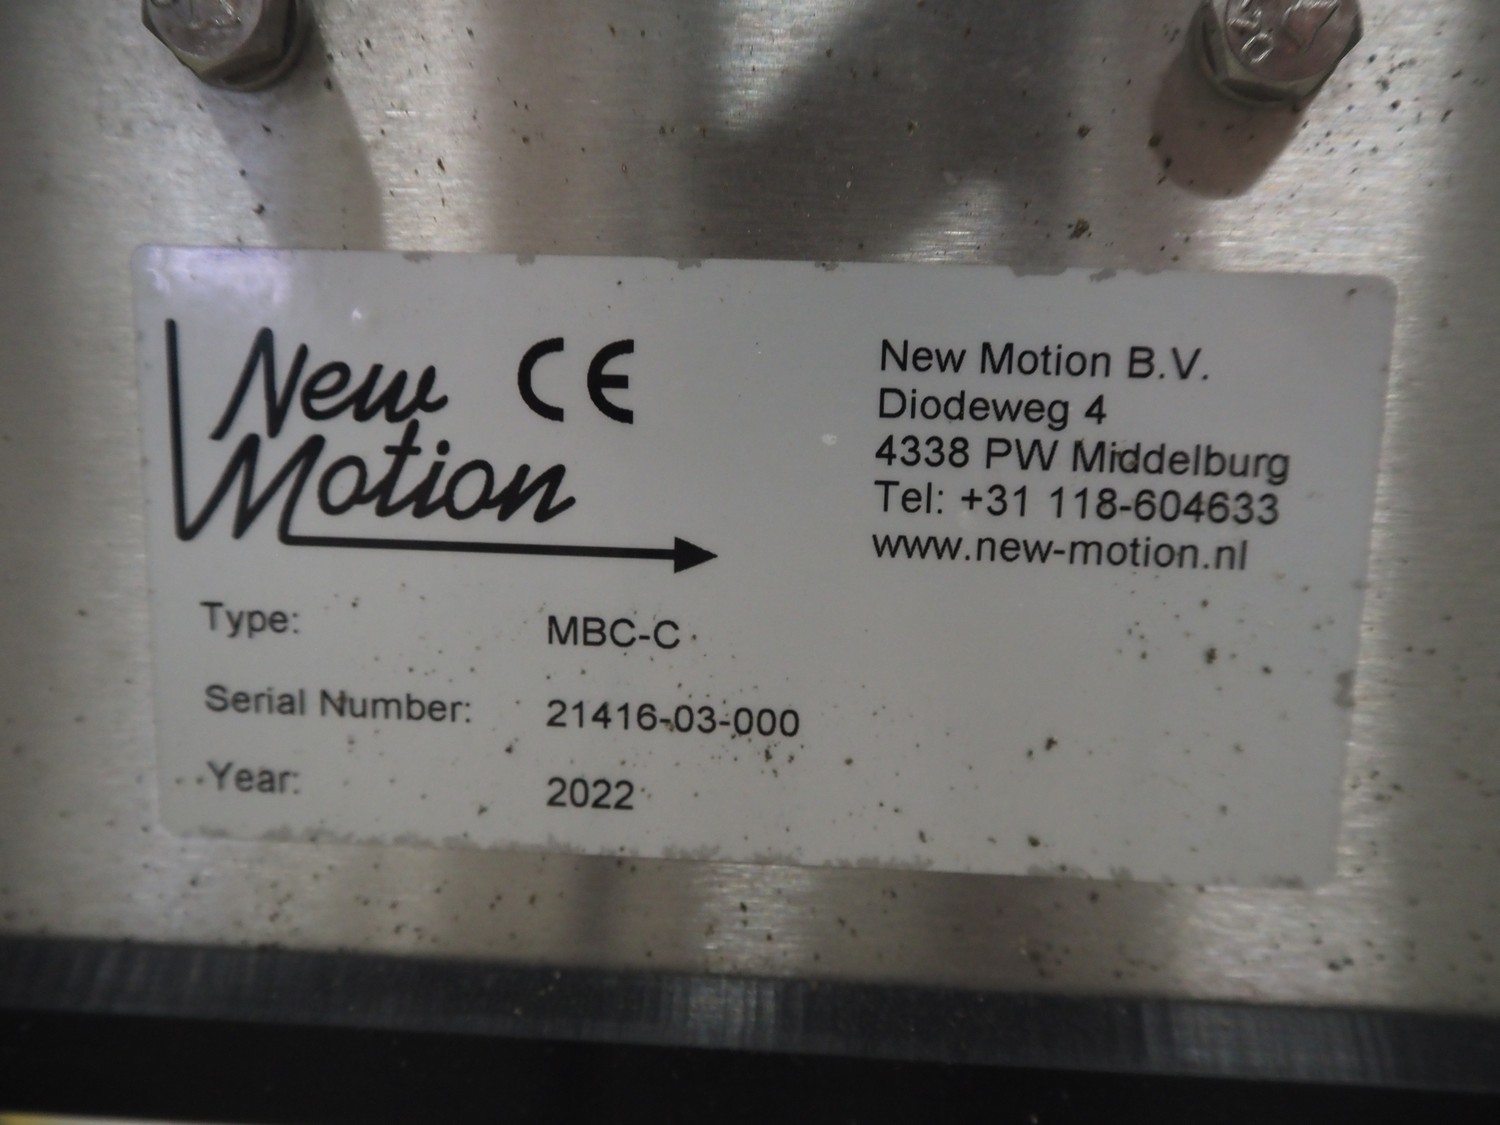 New CE
Motion
New Motion B.V.
Diodeweg 4
4338 PW Middelburg
Tel: +31 118-604633
www.new-motion.nl
Type: MBC-C
Serial Number: 21416-03-000
Year: 2022